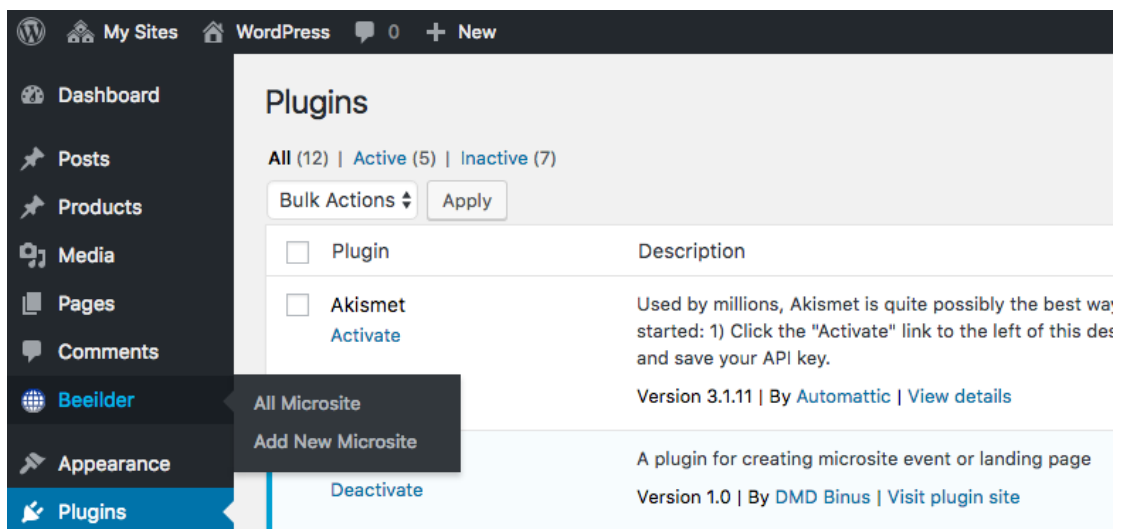 My Sites WordPress 0 New
Dashboard
Posts
Products
Media
Pages
Comments
Beeilder
Appearance
Plugins
All Microsite
Add New Microsite
Plugins
All (12) | Active (5) | Inactive (7)
Bulk Actions Apply
Plugin Description
Akismet
Activate
Used by millions, Akismet is quite possibly the best
started: 1) Click the "Activate" link to the left of this
and save your API key.
Version 3.1.11 | By Automattic | View details
Deactivate
A plugin for creating microsite event or landing page
Version 1.0 | By DMD Binus | Visit plugin site